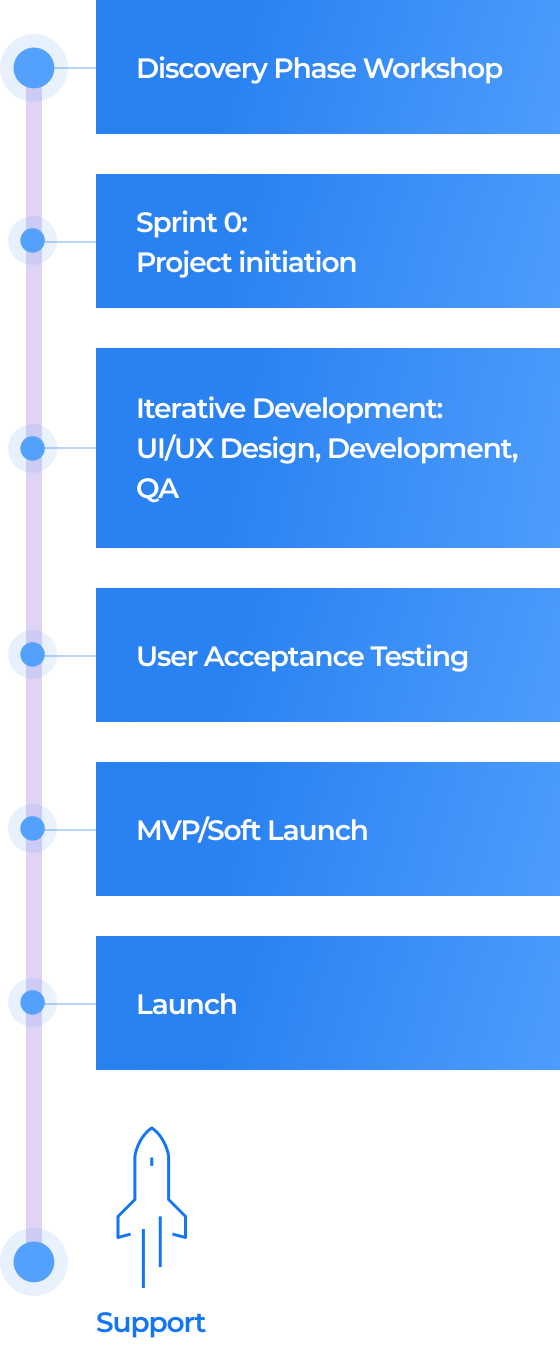 Discovery Phase Workshop
Sprint 0:
Project initiation
Iterative Development:
UI/UX Design, Development,
QA
User Acceptance Testing
MVP/Soft Launch
Launch
Support